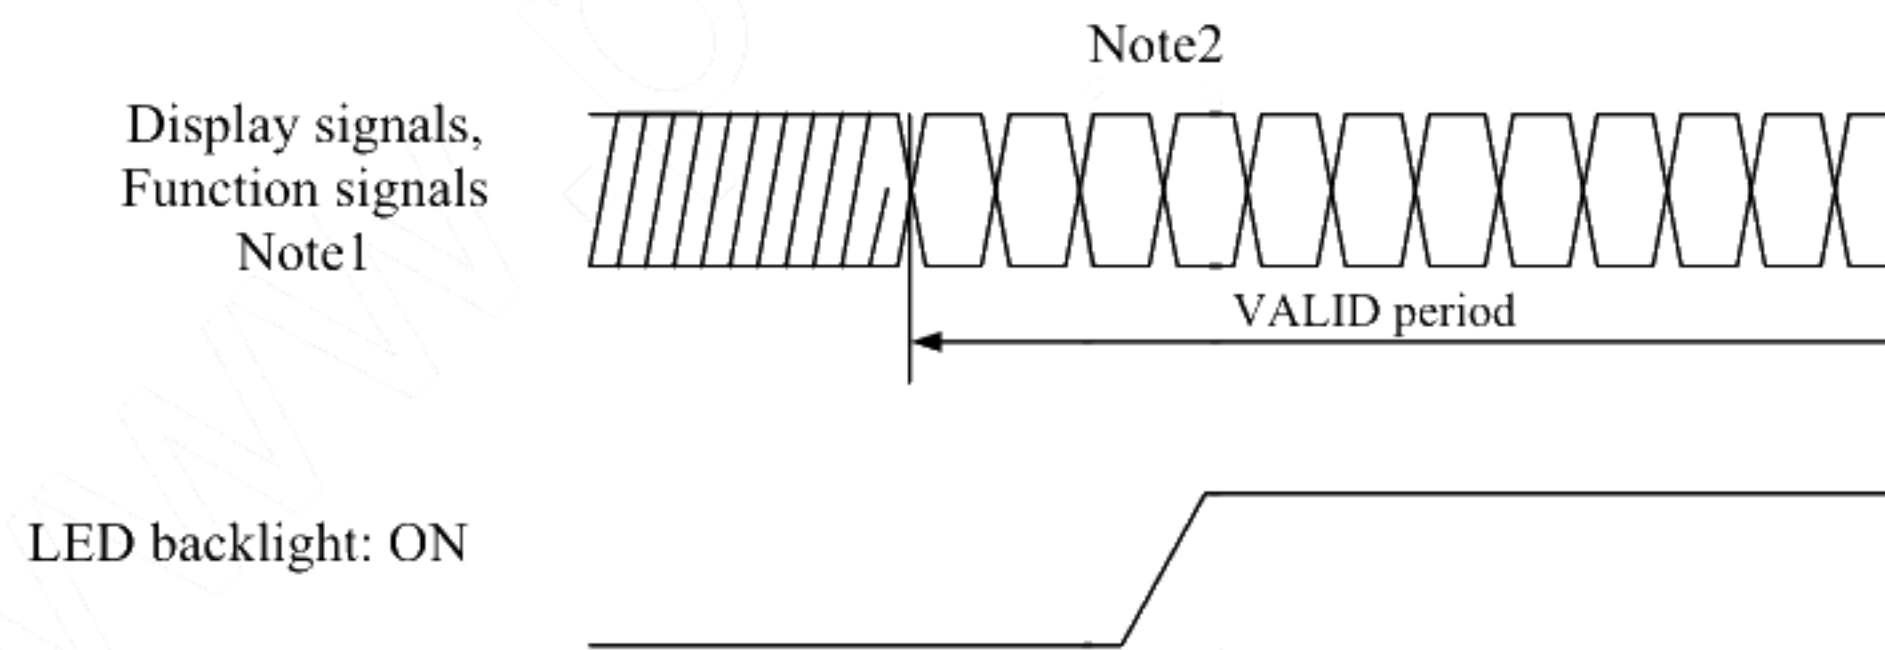 Note2
Display signals,
Function signals
Note1
VALID period
LED backlight: ON